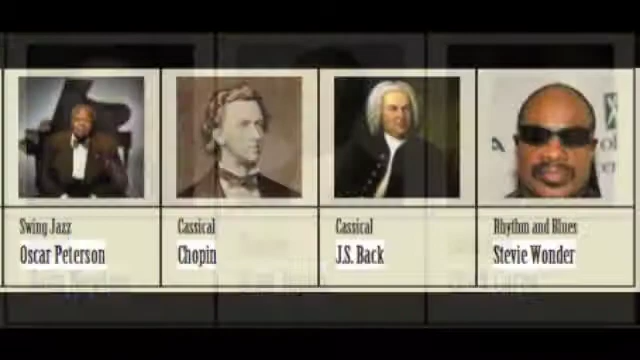 Swing Jazz
Oscar Peterson
Cassical
Chopin
Cassical
J.S. Back
Rhythm and Blues
Stevie Wonder